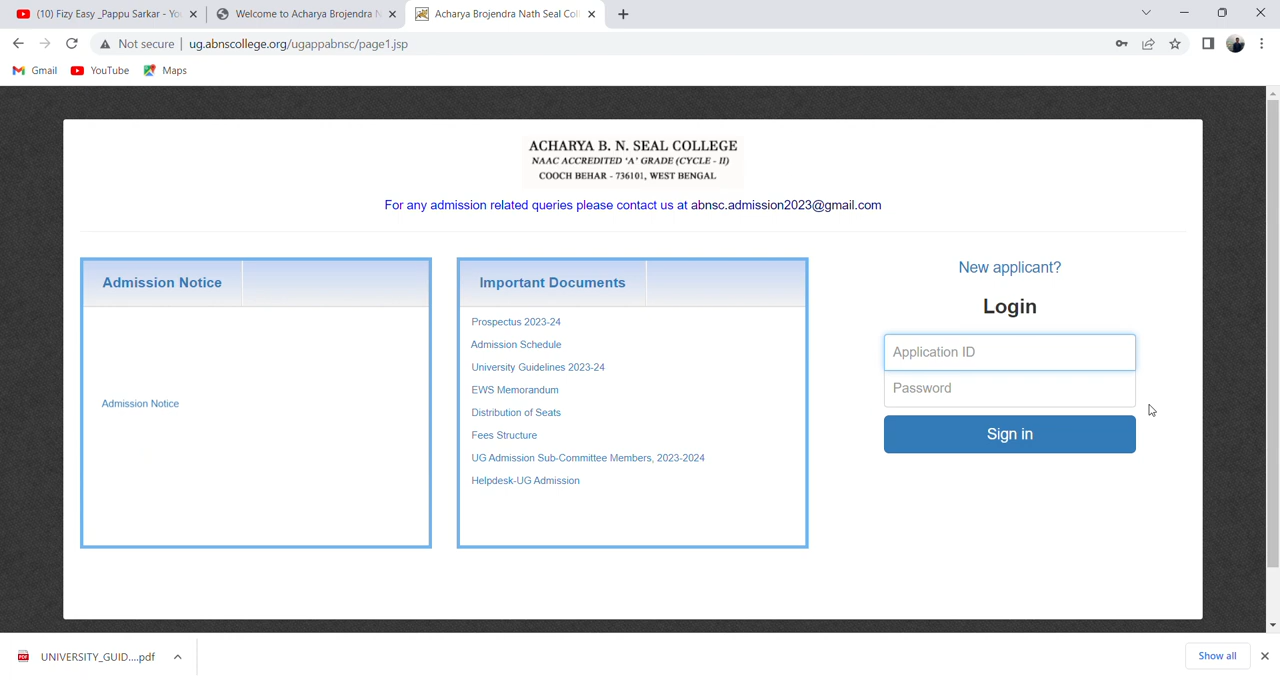 (10) Fizy Easy _Pappu Sarkar - Yo
Welcome to Acharya Brojendra N
Acharya Brojendra Nath Seal Col
Not secure | ug.abnscollege.org/ugappabnsc/page1.jsp
Gmail YouTube Maps
ACHARYA B. N. SEAL COLLEGE
NAAC ACCREDITED 'A' GRADE (CYCLE - II)
COOCH BEHAR - 736101, WEST BENGAL
For any admission related queries please contact us at abnsc.admission2023@gmail.com
Admission Notice
Admission Notice
Important Documents
Prospectus 2023-24
Admission Schedule
University Guidelines 2023-24
EWS Memorandum
Distribution of Seats
Fees Structure
UG Admission Sub-Committee Members, 2023-2024
Helpdesk-UG Admission
New applicant?
Login
Application ID
Password
Sign in
UNIVERSITY_GUID....pdf
Show all